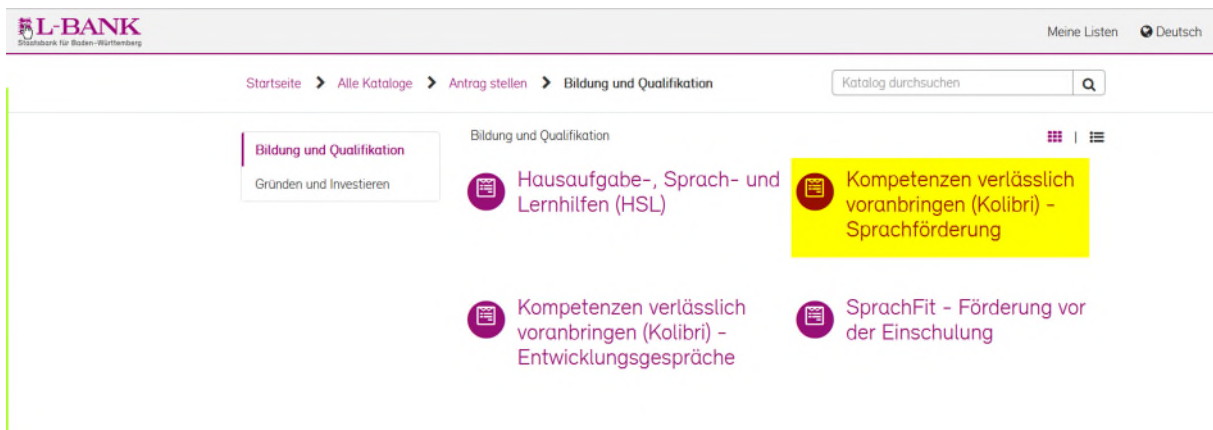 L-BANK
Staatsbank für Baden-Württemberg
Meine Listen Deutsch
Startseite Alle Kataloge Antrag stellen Bildung und Qualifikation
Katalog durchsuchen
Bildung und Qualifikation
Gründen und Investieren
Bildung und Qualifikation
Hausaufgabe-, Sprach- und
Lernhilfen (HSL)
Kompetenzen verlässlich
voranbringen (Kolibri) -
Sprachförderung
Kompetenzen verlässlich
voranbringen (Kolibri) -
Entwicklungsgespräche
SprachFit - Förderung vor
der Einschulung